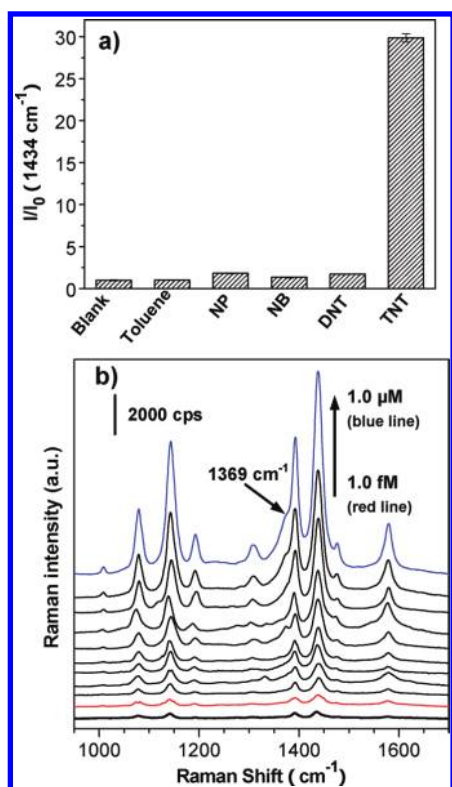 a)
I/I₀ ( 1434 cm⁻¹)
30
25
20
15
10
5
0
Blank
Toluene
NP
NB
DNT
TNT
b)
2000 cps
1.0 µM
(blue line)
1369 cm⁻¹
1.0 fM
(red line)
Raman intensity (a.u.)
1000
1200
1400
1600
Raman Shift ( cm⁻¹)